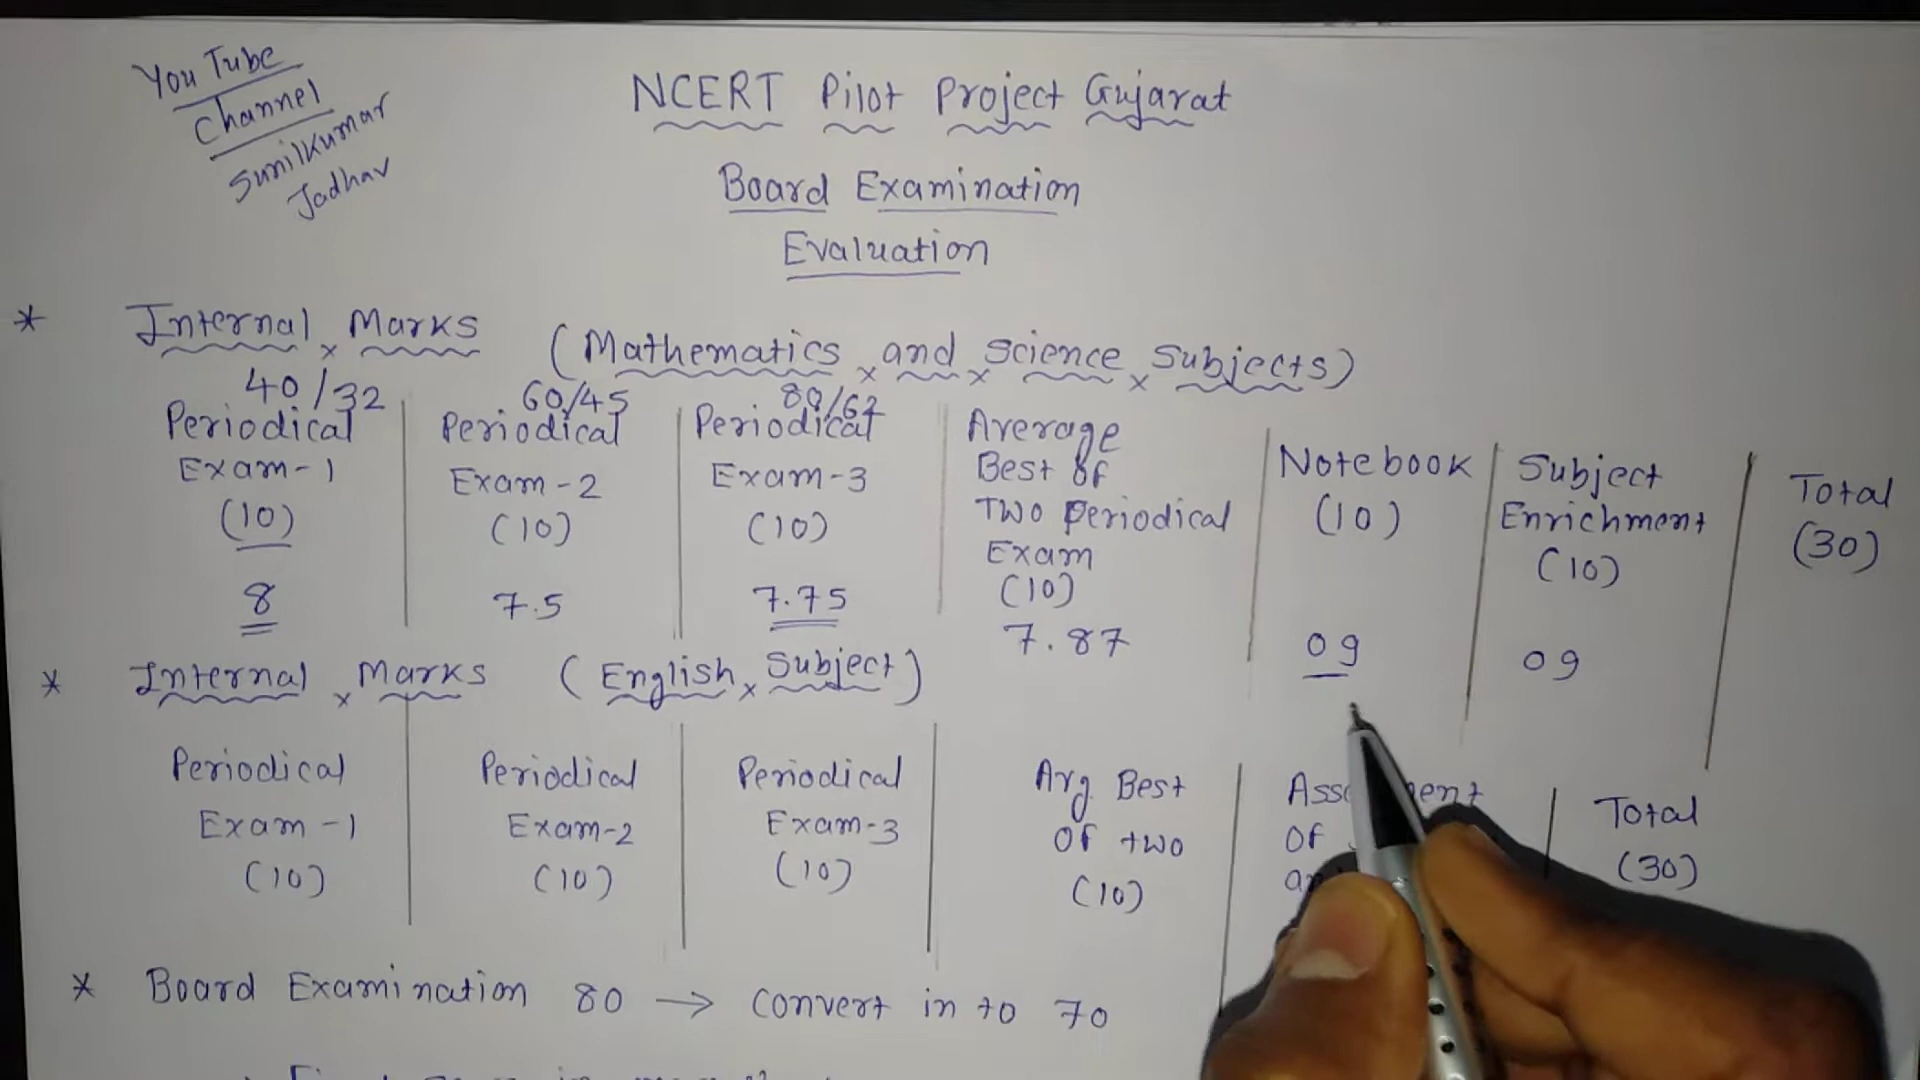 You Tube
Channel
SunilKumar
Jadhav
NCERT Pilot Project Gujarat
Board Examination
Evaluation
* Internal Marks (Mathematics and Science Subjects)
40/32 60/45
Periodical Exam-1 (10) 8
Periodical Exam-2 (10) 7.5
Periodical Exam-3 (10) 7.75
Average Best of Two Periodical Exam (10) 7.87
Notebook (10) 09
Subject Enrichment (10) 09
Total (30)
* Internal Marks (English Subject)
Periodical Exam-1 (10)
Periodical Exam-2 (10)
Periodical Exam-3 (10)
Avg Best of two (10)
OF
Total (30)
* Board Examination 80 → convert in to 70